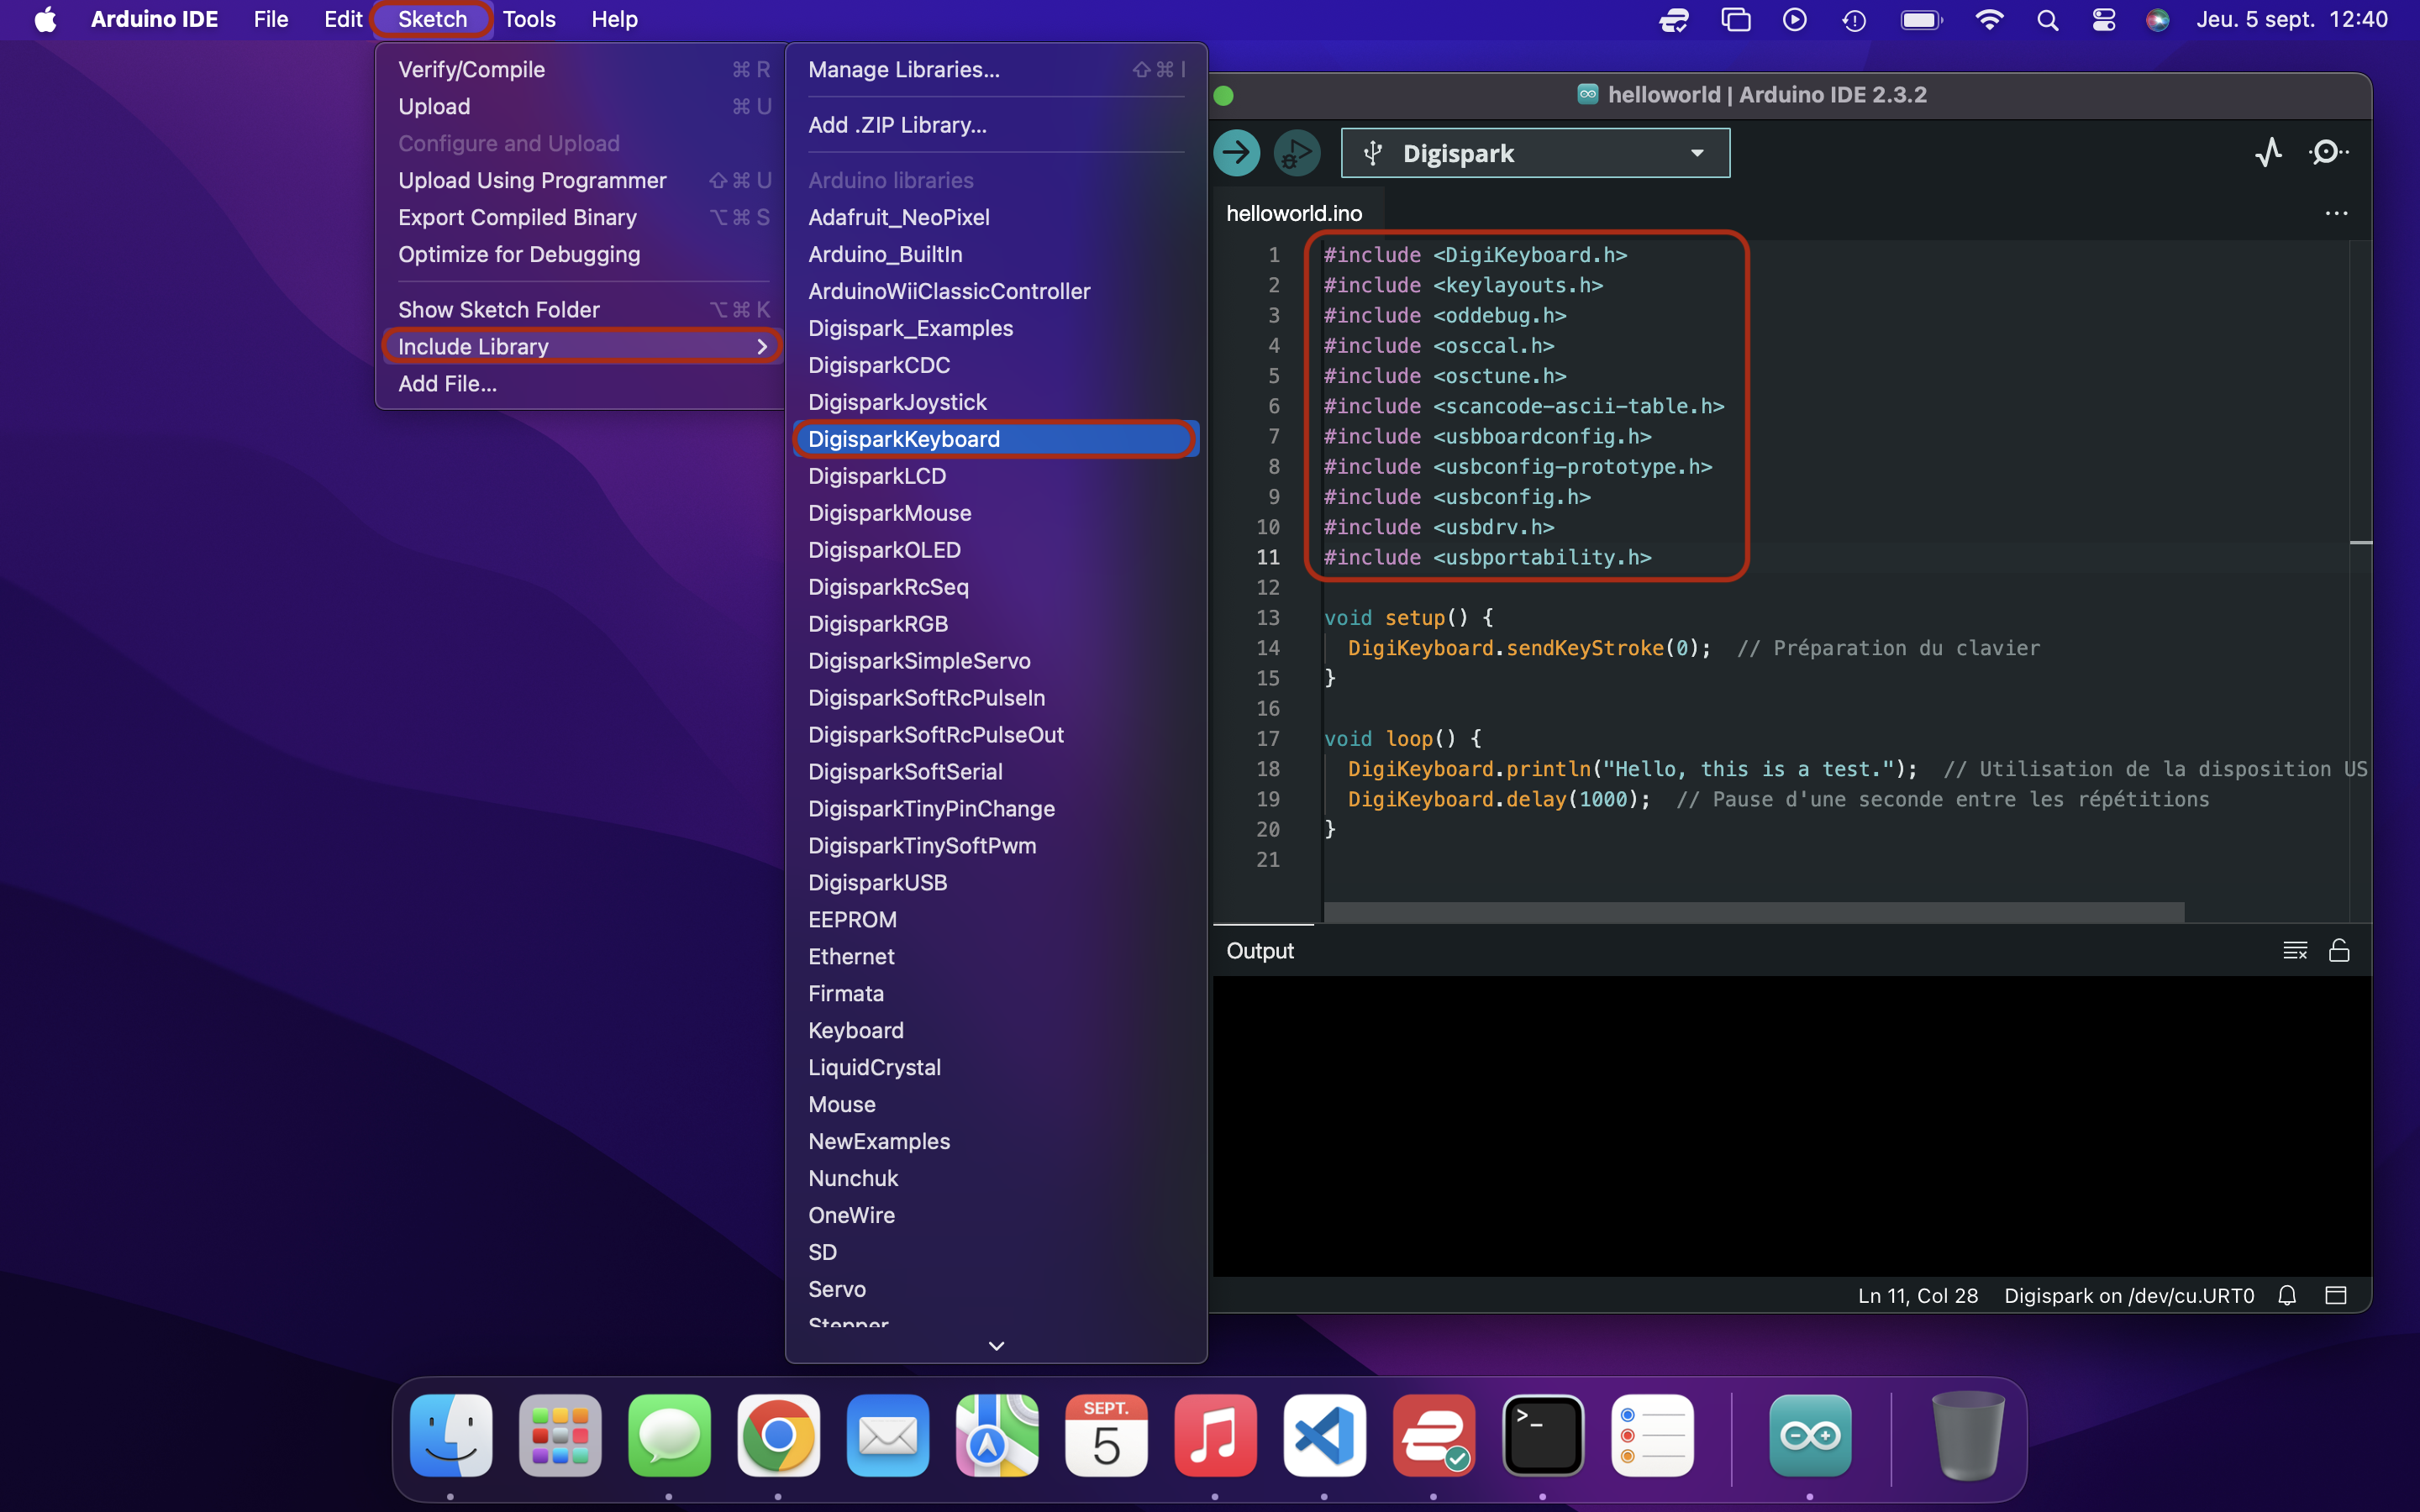 Arduino IDE File Edit Sketch Tools Help Jeu. 5 sept. 12:40
Verify/Compile ⌘ R
Upload ⌘ U
Configure and Upload
Upload Using Programmer ⇧ ⌘ U
Export Compiled Binary ⌥ ⌘ S
Optimize for Debugging
Show Sketch Folder ⌥ ⌘ K
Include Library
Add File...
Manage Libraries... ⇧ ⌘ I
Add .ZIP Library...
Arduino libraries
Adafruit_NeoPixel
Arduino_BuiltIn
ArduinoWiiClassicController
Digispark_Examples
DigisparkCDC
DigisparkJoystick
DigisparkKeyboard
DigisparkLCD
DigisparkMouse
DigisparkOLED
DigisparkRcSeq
DigisparkRGB
DigisparkSimpleServo
DigisparkSoftRcPulseIn
DigisparkSoftRcPulseOut
DigisparkSoftSerial
DigisparkTinyPinChange
DigisparkTinySoftPwm
DigisparkUSB
EEPROM
Ethernet
Firmata
Keyboard
LiquidCrystal
Mouse
NewExamples
Nunchuk
OneWire
SD
Servo
Stepper
helloworld | Arduino IDE 2.3.2
Digispark
helloworld.ino
1 #include <DigiKeyboard.h>
2 #include <keylayouts.h>
3 #include <oddebug.h>
4 #include <osccal.h>
5 #include <osctune.h>
6 #include <scancode-ascii-table.h>
7 #include <usbboardconfig.h>
8 #include <usbconfig-prototype.h>
9 #include <usbconfig.h>
10 #include <usbdrv.h>
11 #include <usbportability.h>
12
13 void setup() {
14 DigiKeyboard.sendKeyStroke(0); // Préparation du clavier
15 }
16
17 void loop() {
18 DigiKeyboard.println("Hello, this is a test."); // Utilisation de la disposition US
19 DigiKeyboard.delay(1000); // Pause d'une seconde entre les répétitions
20 }
21
Output
Ln 11, Col 28 Digispark on /dev/cu.URT0
SEPT.
5
>_